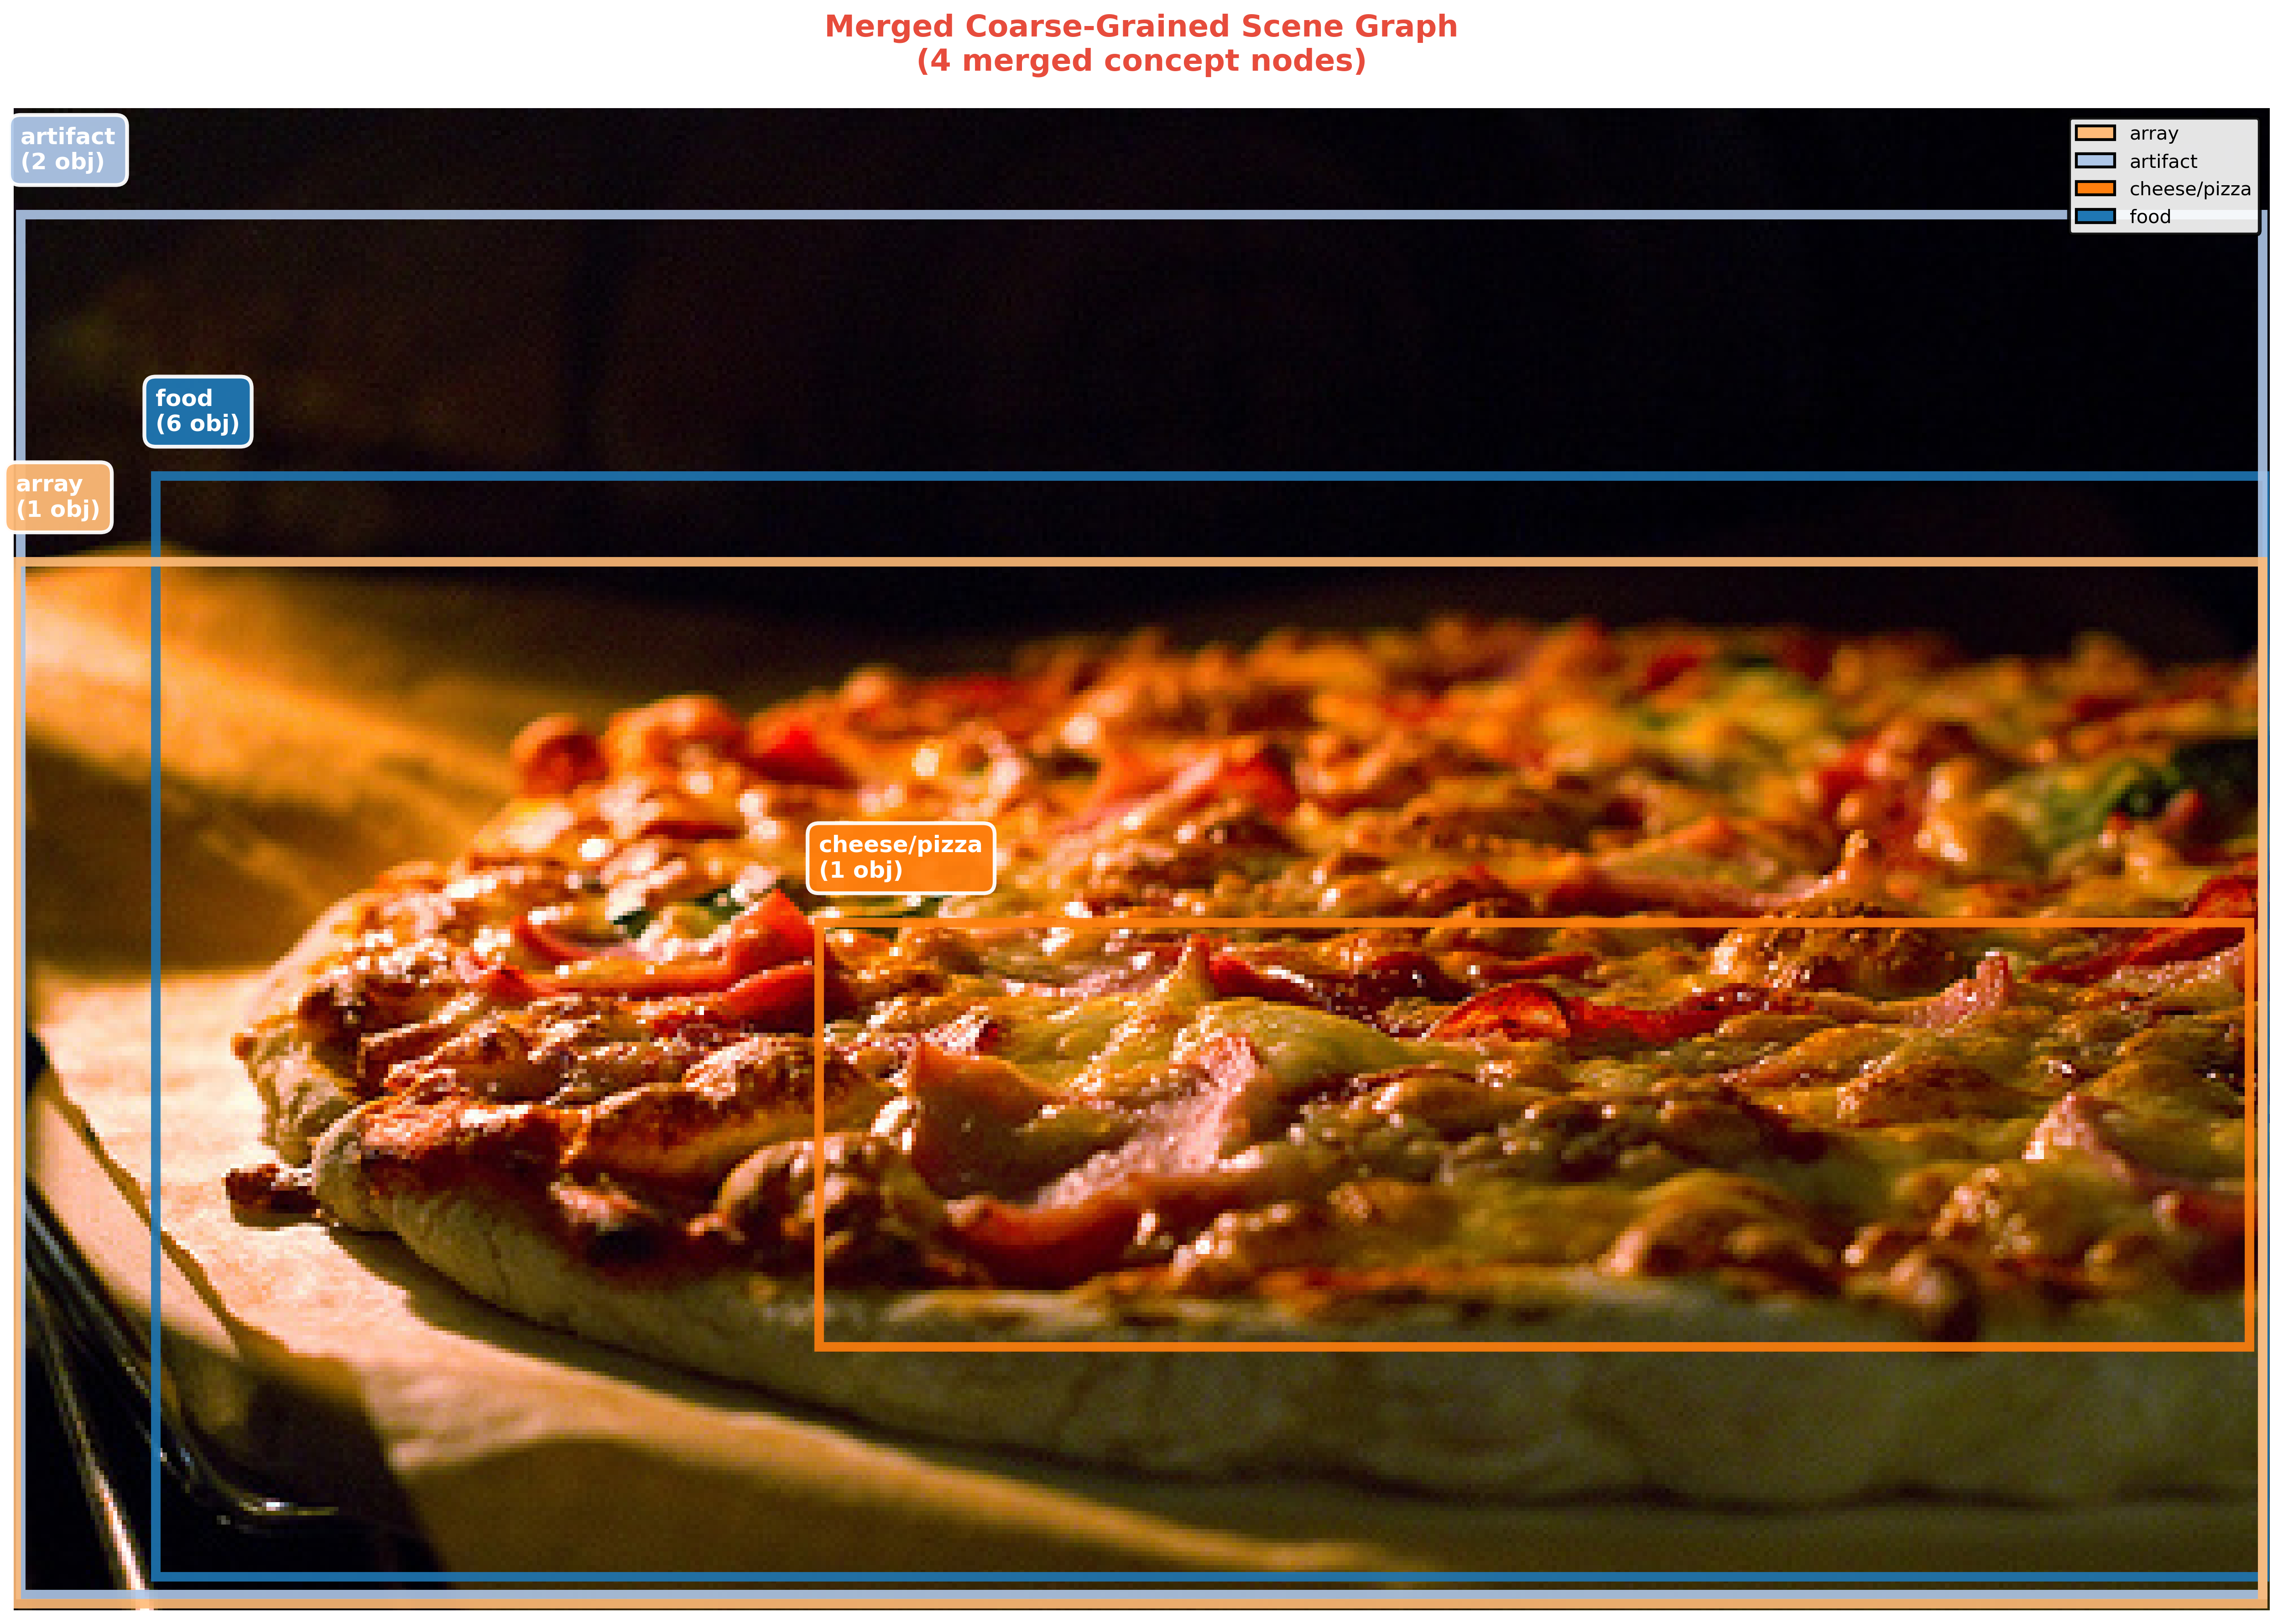 Merged Coarse-Grained Scene Graph
(4 merged concept nodes)
artifact
(2 obj)
array
artifact
cheese/pizza
food
food
(6 obj)
array
(1 obj)
cheese/pizza
(1 obj)